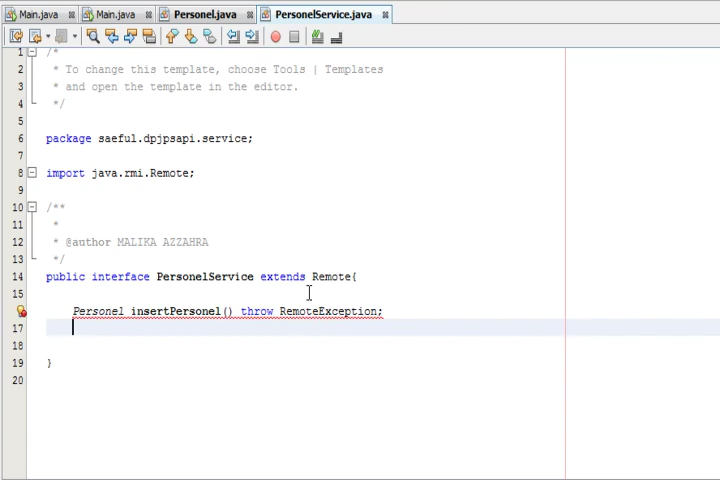 Main.java Main.java Personel.java PersonelService.java
1 /*
2 * To change this template, choose Tools | Templates
3 * and open the template in the editor.
4 */
5
6 package saeful.dpjpsapi.service;
7
8 import java.rmi.Remote;
9
10 /**
11 *
12 * @author MALIKA AZZAHRA
13 */
14 public interface PersonelService extends Remote{
15
Personel insertPersonel() throw RemoteException;
17
18
19 }
20